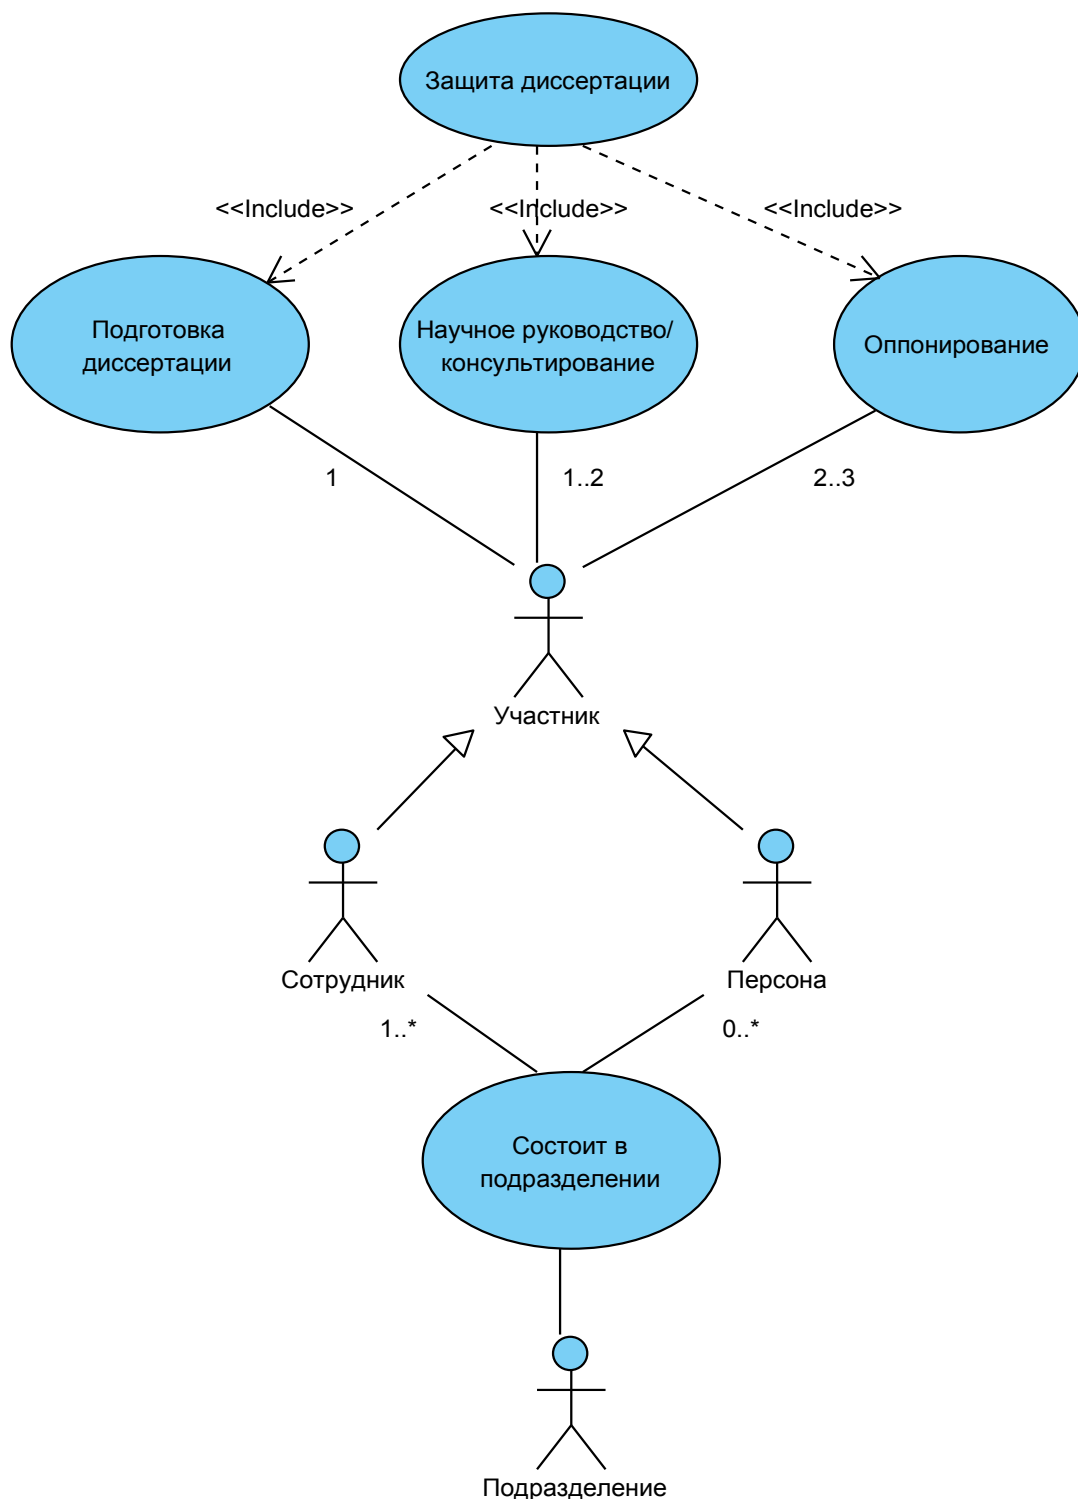 Защита диссертации
<<Include>>
<<Include>>
<<Include>>
Подготовка
диссертации
Научное руководство/
консультирование
Оппонирование
1
1..2
2..3
Участник
Сотрудник
Персона
1..*
0..*
Состоит в
подразделении
Подразделение